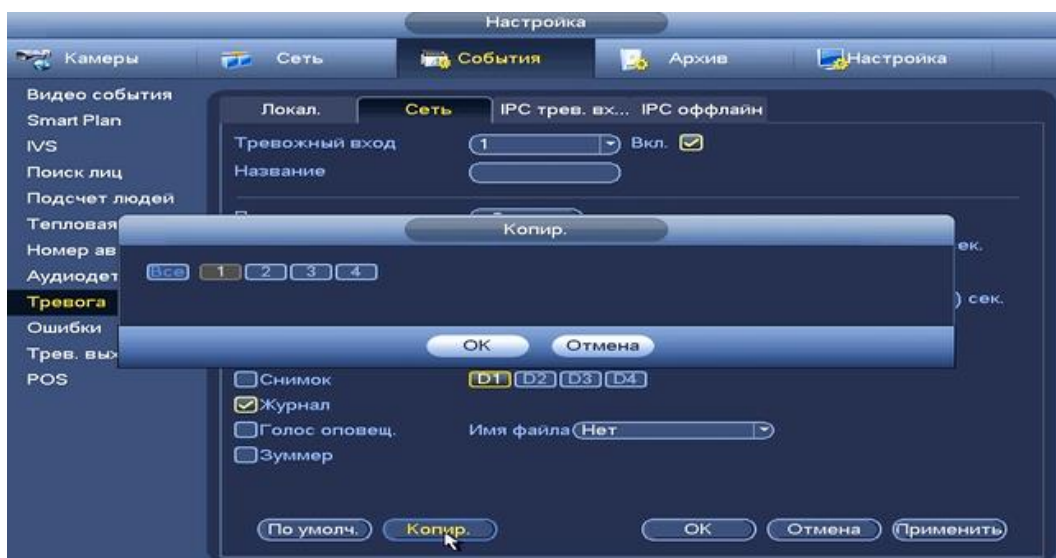 Настройка
Камеры Сеть События Архив Настройка
Видео события
Smart Plan
IVS
Поиск лиц
Подсчет людей
Тепловая
Номер ав
Аудиодет
Тревога
Ошибки
Трев. вых
POS
Локал. Сеть IPC трев. вх... IPC оффлайн
Тревожный вход 1 Вкл.
Название
Копир.
ек.
Все 1 2 3 4
) сек.
OK Отмена
Снимок D1 D2 D3 D4
Журнал
Голос оповещ. Имя файла Нет
Зуммер
По умолч. Копир. OK Отмена Применить